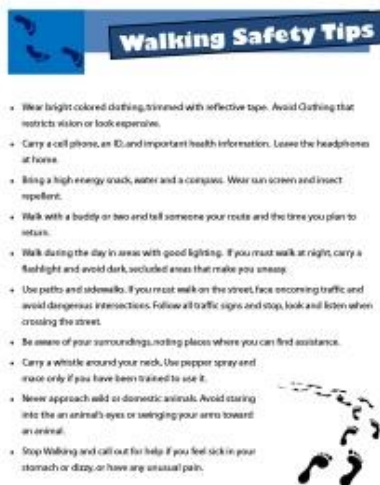 Walking Safety Tips
• Wear bright colored clothing, trimmed with reflective tape. Avoid Clothing that
restricts vision or look expensive.
• Carry a cell phone, an ID, and important health information. Leave the headphones
at home.
• Bring a high energy snack, water and a compass. Wear sun screen and insect
repellent.
• Walk with a buddy or two and tell someone your route and the time you plan to
return.
• Walk during the day in areas with good lighting. If you must walk at night, carry a
flashlight and avoid dark, secluded areas that make you uneasy.
• Use paths and sidewalks. If you must walk on the street, face oncoming traffic and
avoid dangerous intersections. Follow all traffic signs and stop, look and listen when
crossing the street.
• Be aware of your surroundings, noting places where you can find assistance.
• Carry a whistle around your neck. Use pepper spray and
mace only if you have been trained to use it.
• Never approach wild or domestic animals. Avoid staring
into the an animal's eyes or swinging your arms toward
an animal.
• Stop Walking and call out for help if you feel sick in your
stomach or dizzy, or have any unusual pain.